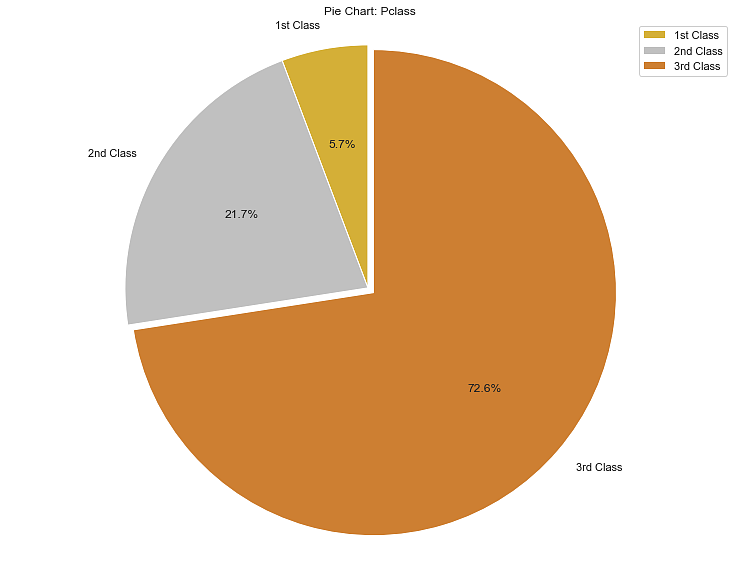 Pie Chart: Pclass
1st Class
1st Class
2nd Class
3rd Class
5.7%
2nd Class
21.7%
72.6%
3rd Class